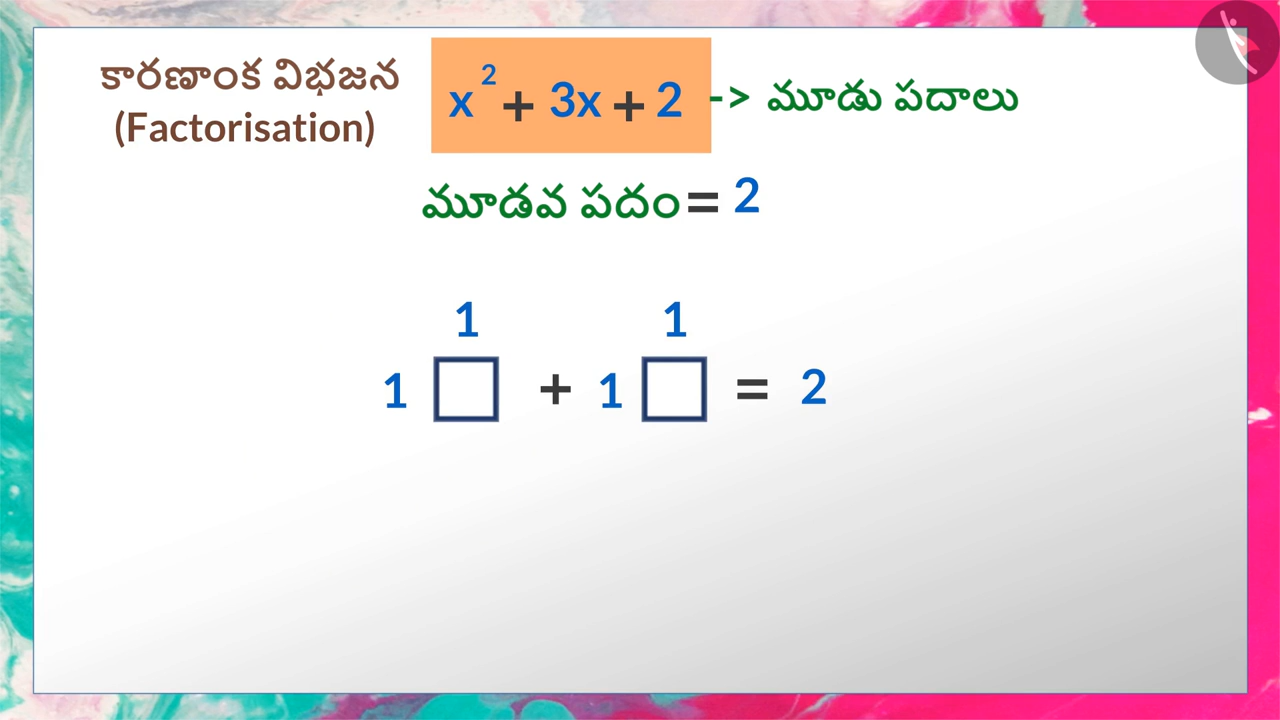 కారణాంక విభజన
(Factorisation)
x² + 3x + 2 -> మూడు పదాలు
మూడవ పదం = 2
1 1
1 □ + 1 □ = 2